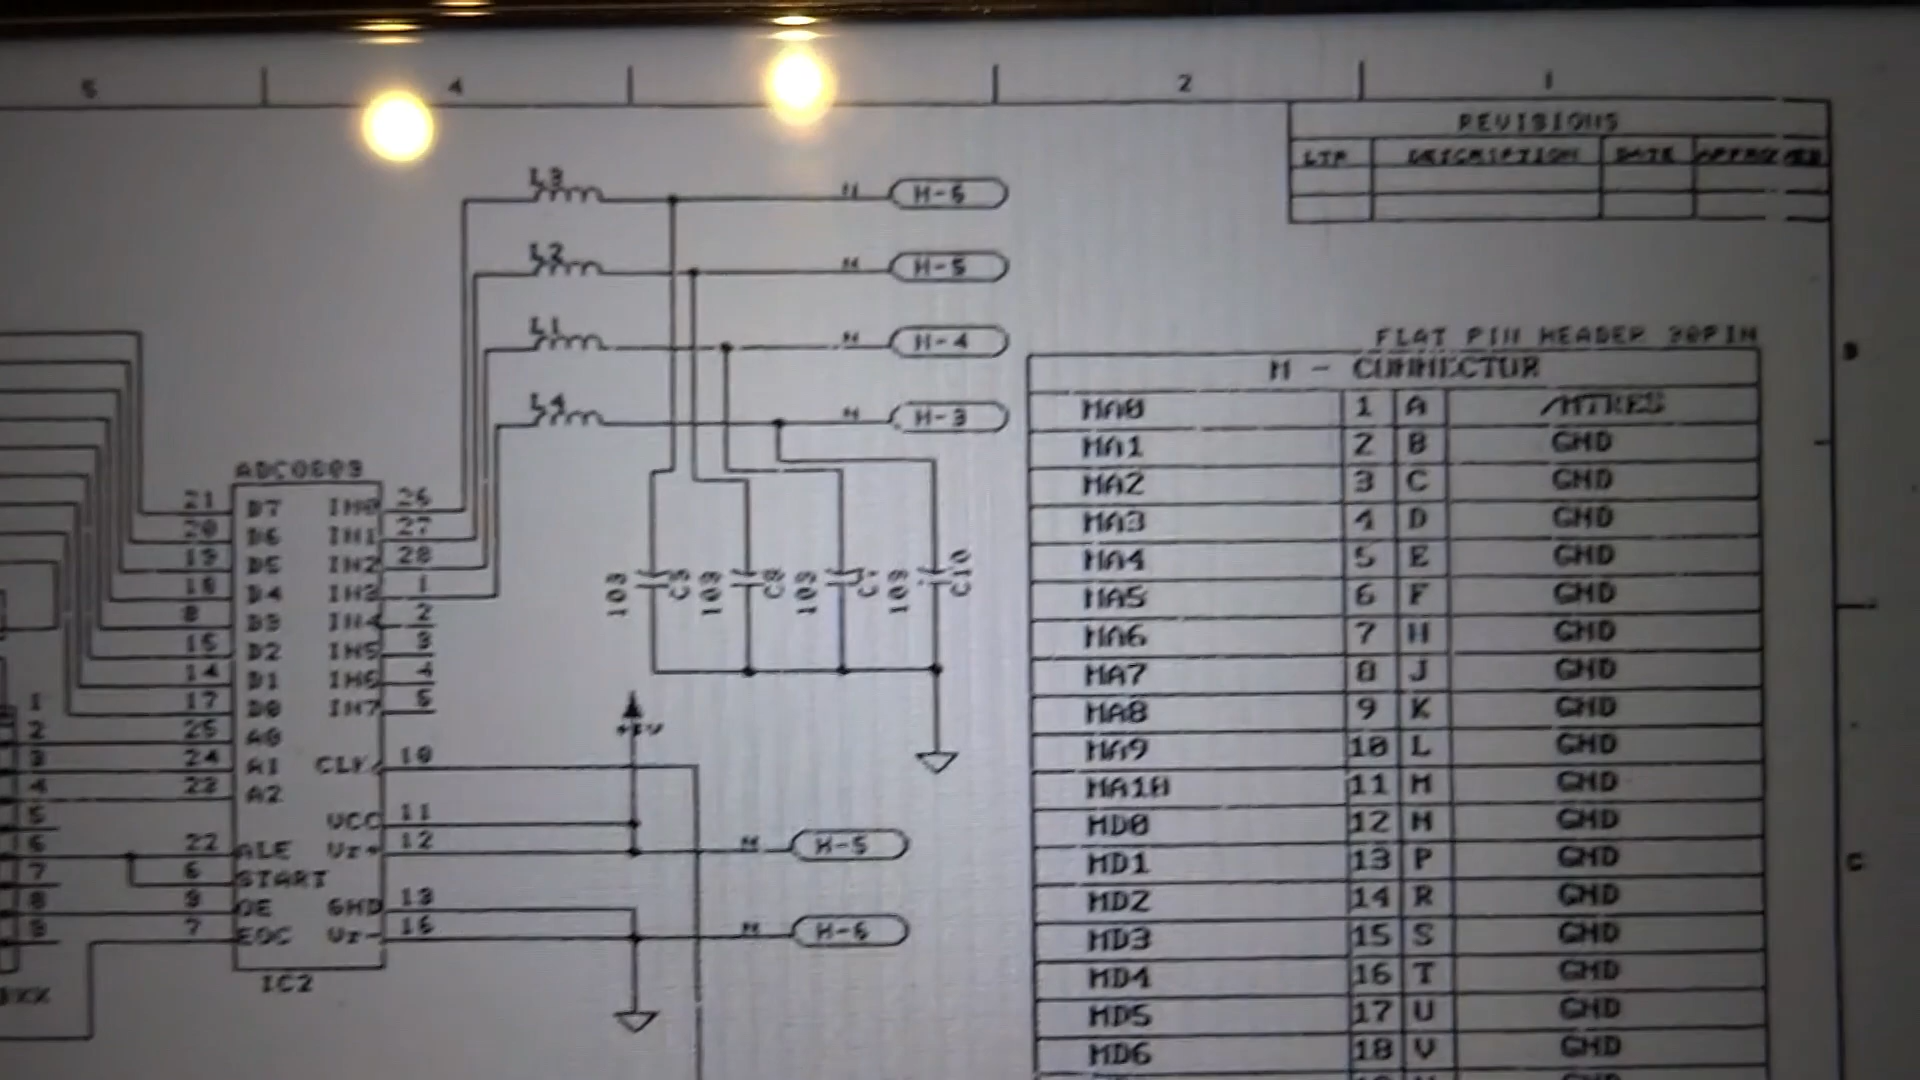 5 4 2 1
REVISIONS
LTR DESCRIPTION DATE APPROVED
L3 H-6
L2 H-5
L1 H-4
L4 H-3
FLAT PIN HEADER
M - CONNECTOR
MA0 1 A /MTRES
MA1 2 B GND
MA2 3 C GND
MA3 4 D GND
MA4 5 E GND
MA5 6 F GND
MA6 7 H GND
MA7 8 J GND
MA8 9 K GND
MA9 10 L GND
MA10 11 M GND
MD0 12 N GND
MD1 13 P GND
MD2 14 R GND
MD3 15 S GND
MD4 16 T GND
MD5 17 U GND
MD6 18 V GND
GND
ADC0809
21 D7 IN0 26
20 D6 IN1 27
19 D5 IN2 28
18 D4 IN3 1
8 D3 IN4 2
15 D2 IN5 3
14 D1 IN6 4
17 D0 IN7 5
25 A0
24 A1 CLK 10
23 A2
VCC 11
22 ALE Vr+ 12
6 START
9 OE GND 13
7 EOC Vr- 16
IC2
103 103 103 103 C10
+5V
H-5
H-6
1
2
3
4
5
6
7
8
9
B
C